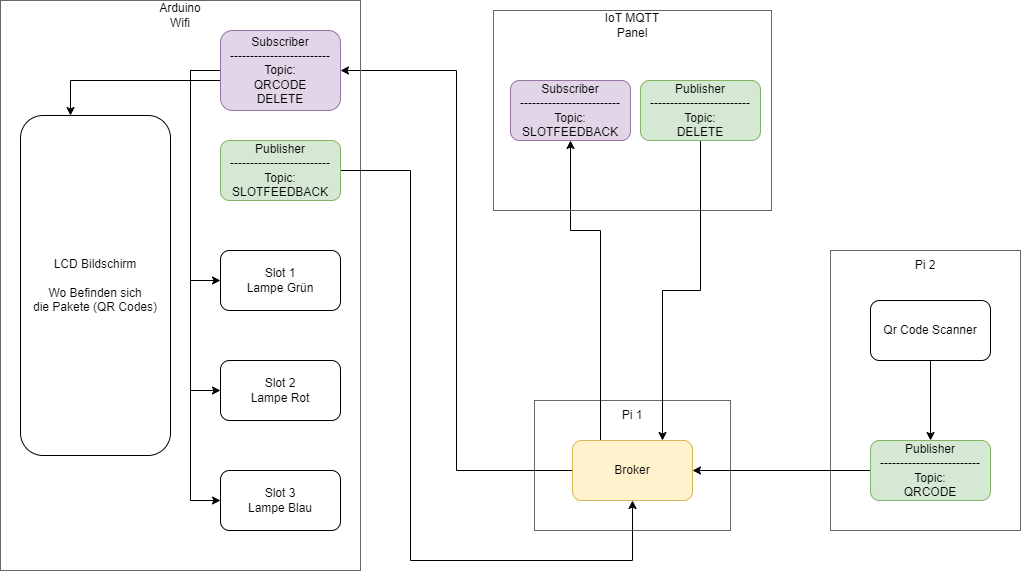 Arduino
Wifi
Subscriber
-------------------------
Topic:
QRCODE
DELETE
Publisher
-------------------------
Topic:
SLOTFEEDBACK
LCD Bildschirm
Wo Befinden sich
die Pakete (QR Codes)
Slot 1
Lampe Grün
Slot 2
Lampe Rot
Slot 3
Lampe Blau
IoT MQTT
Panel
Subscriber
-------------------------
Topic:
SLOTFEEDBACK
Publisher
-------------------------
Topic:
DELETE
Pi 1
Broker
Pi 2
Qr Code Scanner
Publisher
-------------------------
Topic:
QRCODE